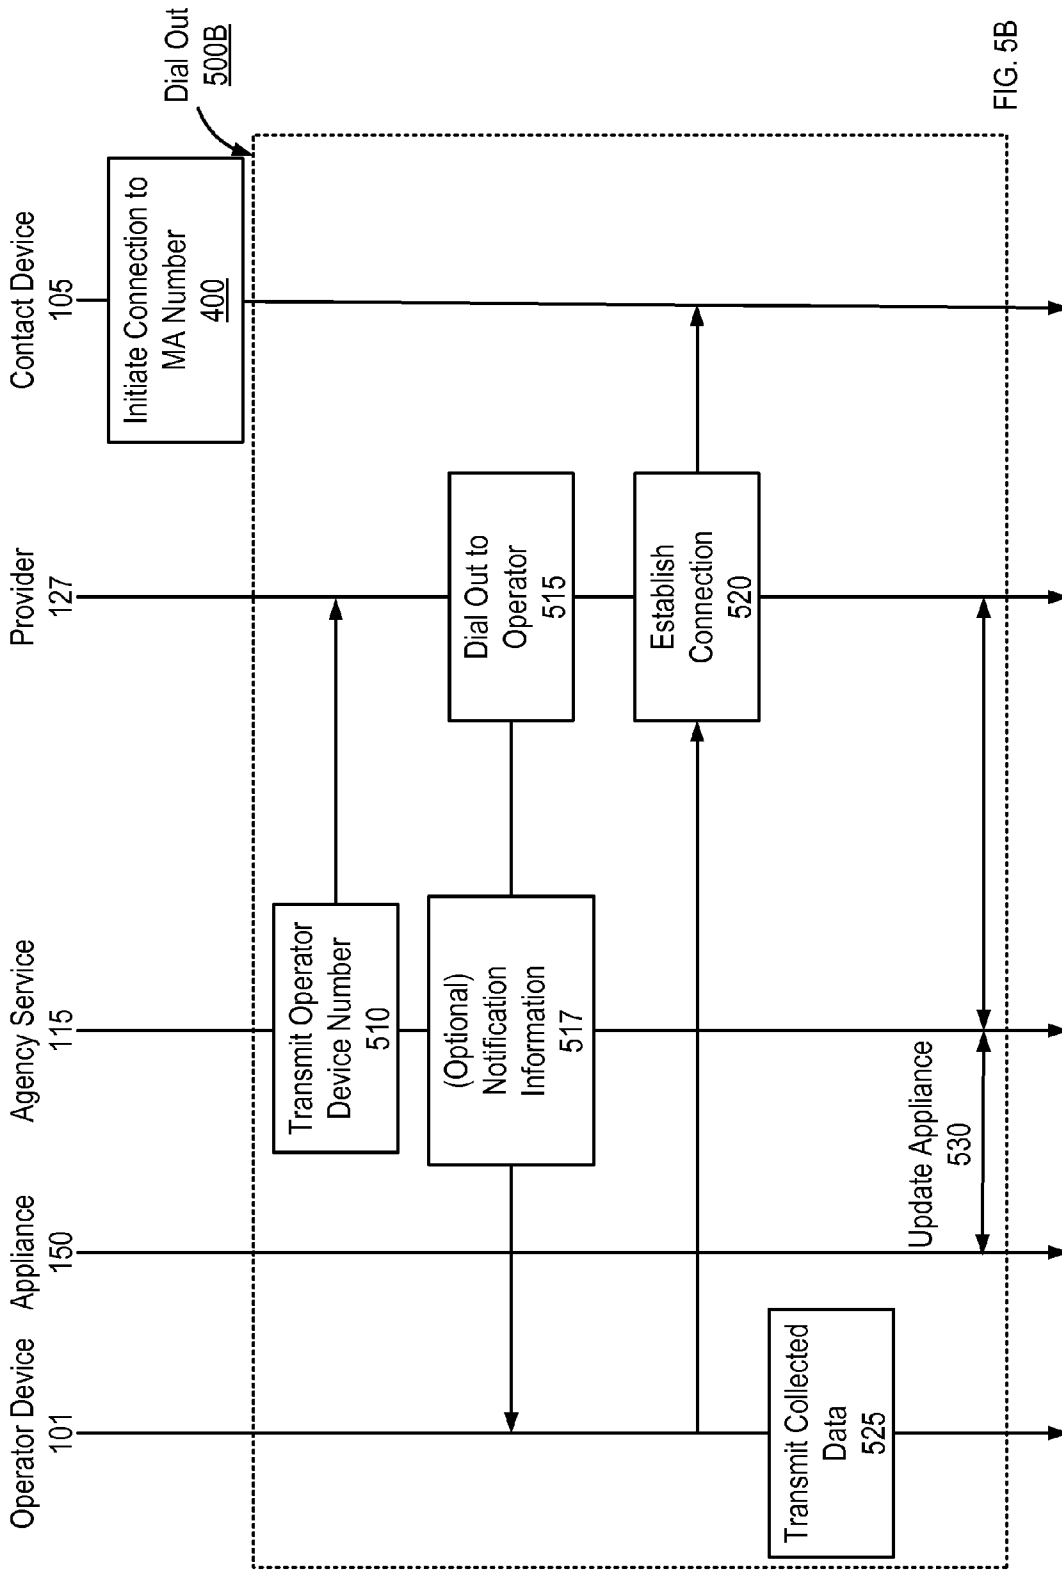 Operator Device
101
Appliance
150
Agency Service
115
Provider
127
Contact Device
105
Initiate Connection to
MA Number
400
Dial Out
500B
Transmit Operator
Device Number
510
(Optional)
Notification
Information
517
Dial Out to
Operator
515
Establish
Connection
520
Transmit Collected
Data
525
Update Appliance
530
FIG. 5B